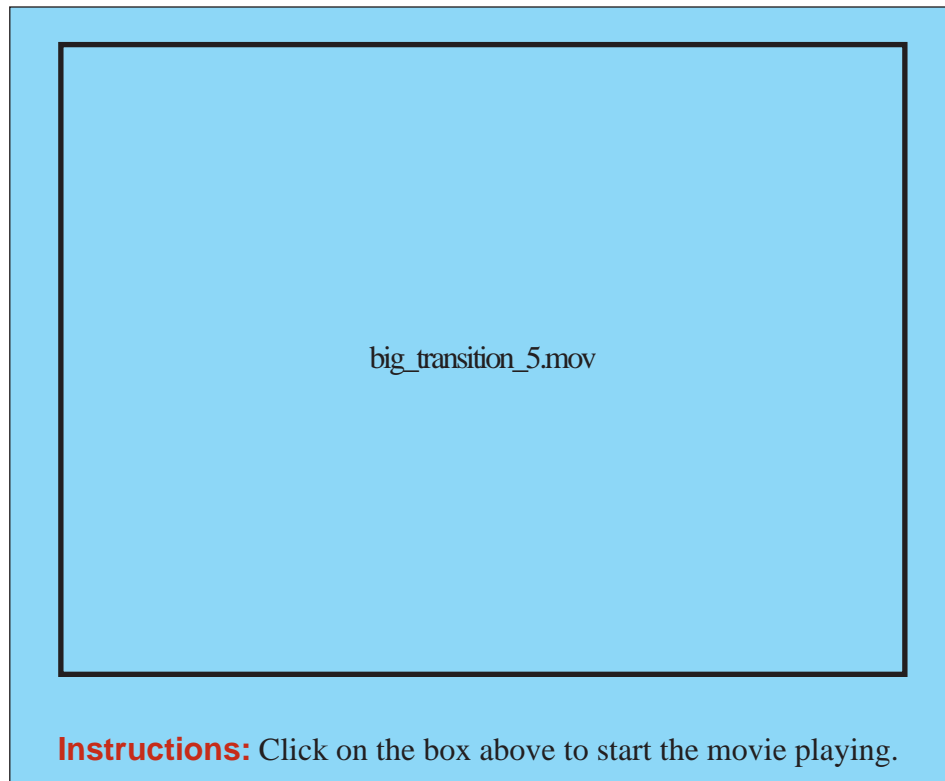 big_transition_5.mov
Instructions: Click on the box above to start the movie playing.